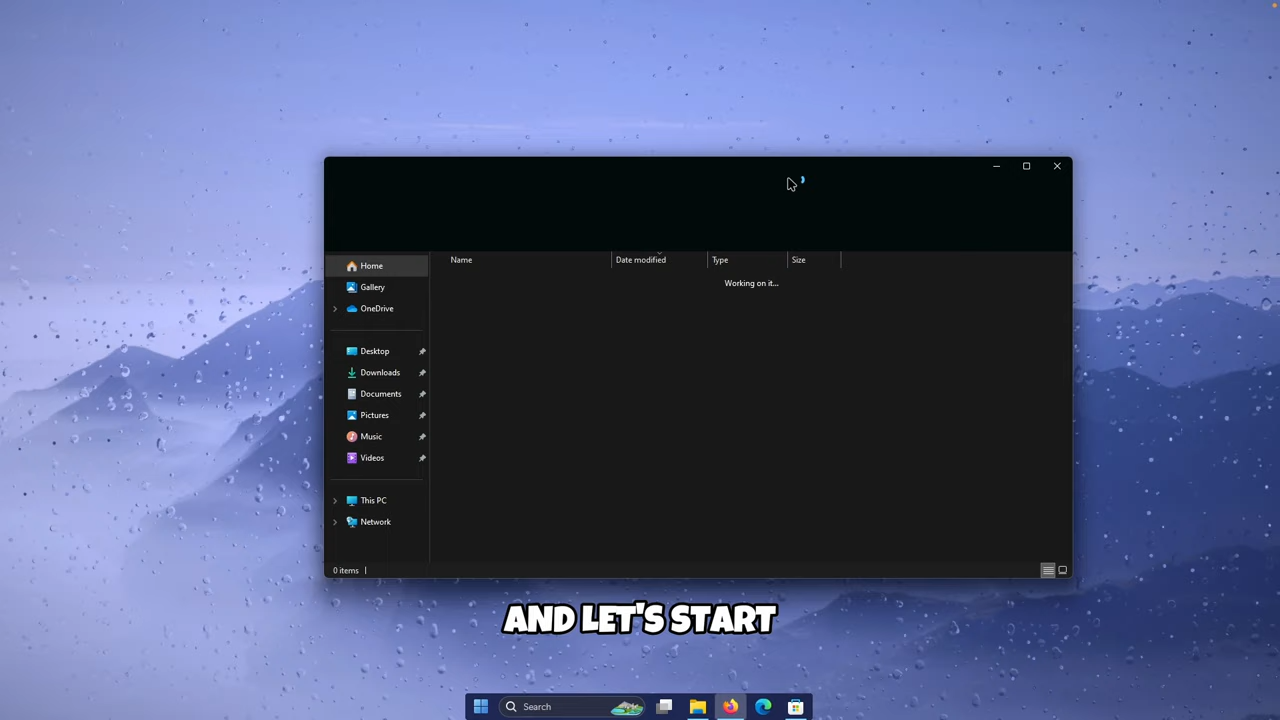 Name
Date modified
Type
Size
Working on it...
Home
Gallery
OneDrive
Desktop
Downloads
Documents
Pictures
Music
Videos
This PC
Network
0 items
AND LET'S START
Search